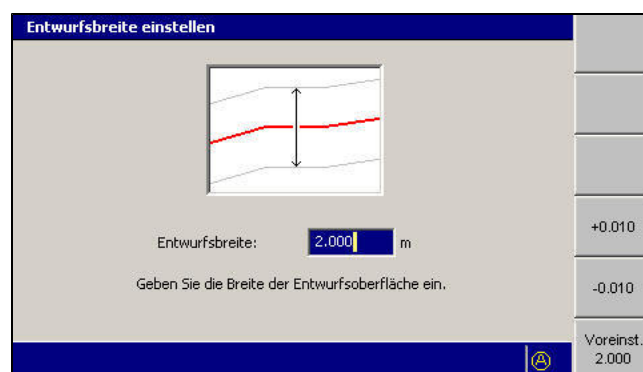 Entwurfsbreite einstellen
Entwurfsbreite: 2.000 m
Geben Sie die Breite der Entwurfsoberfläche ein.
+0.010
-0.010
Voreinst.
2.000
A